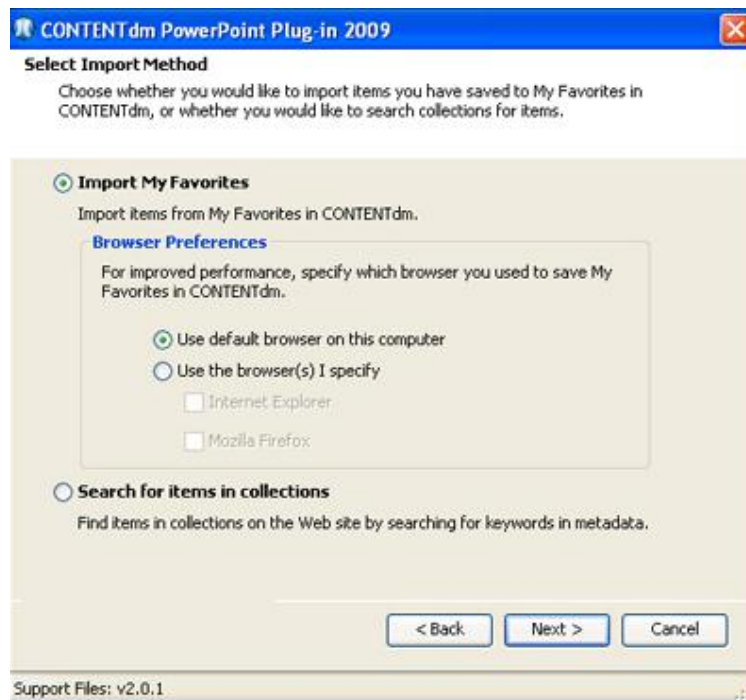 CONTENTdm PowerPoint Plug-in 2009
Select Import Method
Choose whether you would like to import items you have saved to My Favorites in
CONTENTdm, or whether you would like to search collections for items.
Import My Favorites
Import items from My Favorites in CONTENTdm.
Browser Preferences
For improved performance, specify which browser you used to save My
Favorites in CONTENTdm.
Use default browser on this computer
Use the browser(s) I specify
Internet Explorer
Mozilla Firefox
Search for items in collections
Find items in collections on the Web site by searching for keywords in metadata.
< Back Next > Cancel
Support Files: v2.0.1